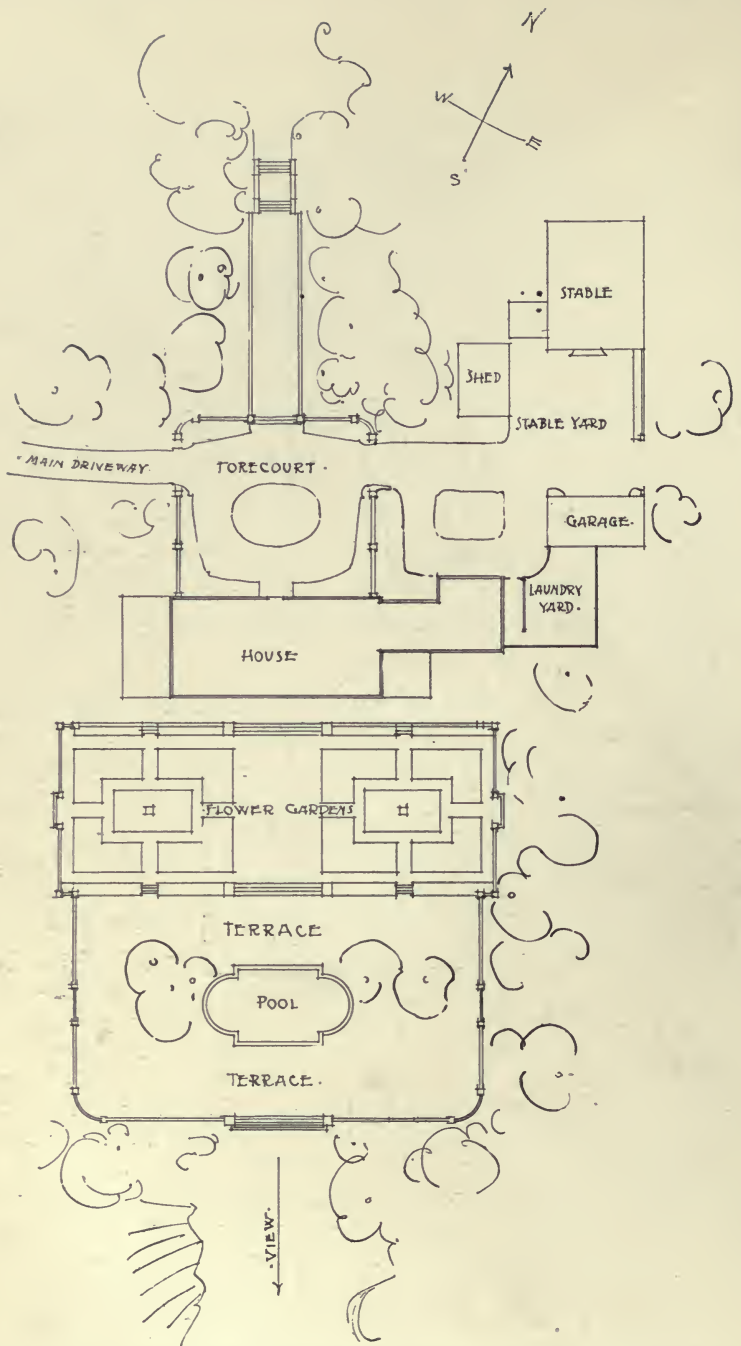 N
W
E
S
STABLE
SHED
STABLE YARD
· MAIN DRIVEWAY.
FORECOURT ·
GARAGE ·
LAUNDRY
YARD ·
HOUSE
FLOWER GARDENS
TERRACE
POOL
TERRACE ·
· VIEW ·